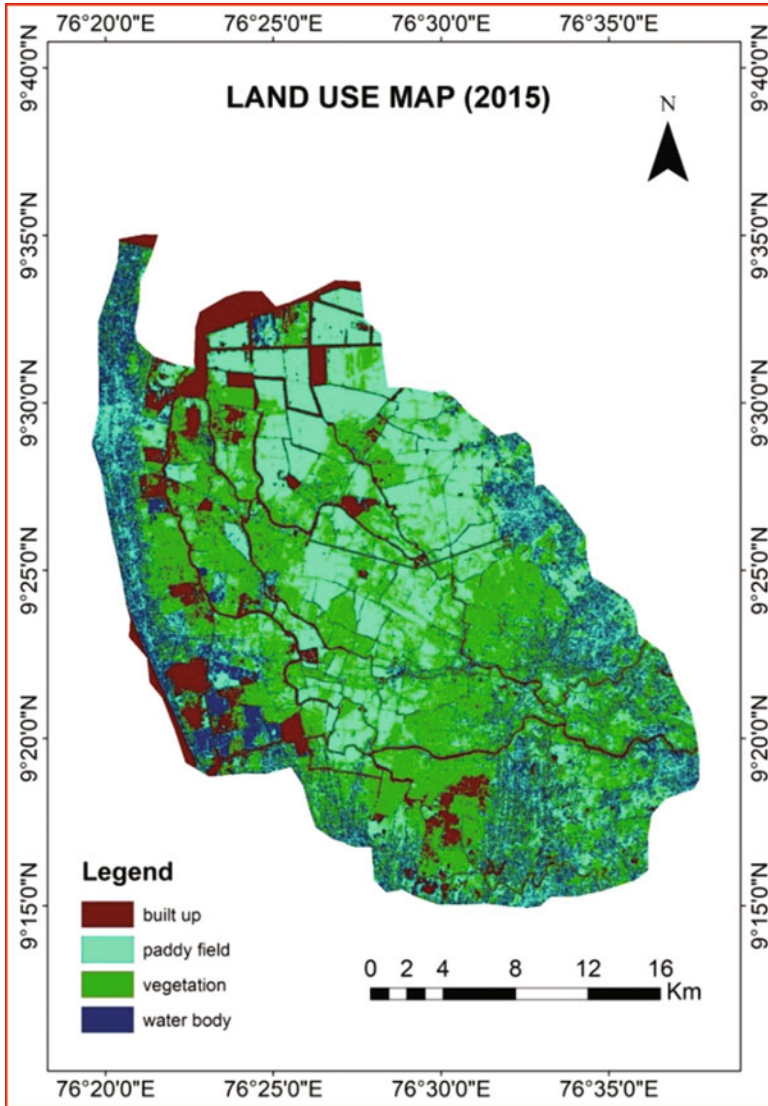 76°20'0"E 76°25'0"E 76°30'0"E 76°35'0"E
LAND USE MAP (2015)
N
9°40'0"N 9°40'0"N
9°35'0"N 9°35'0"N
9°30'0"N 9°30'0"N
9°25'0"N 9°25'0"N
9°20'0"N 9°20'0"N
9°15'0"N 9°15'0"N
Legend
built up
paddy field
vegetation
water body
0 2 4 8 12 16
Km
76°20'0"E 76°25'0"E 76°30'0"E 76°35'0"E